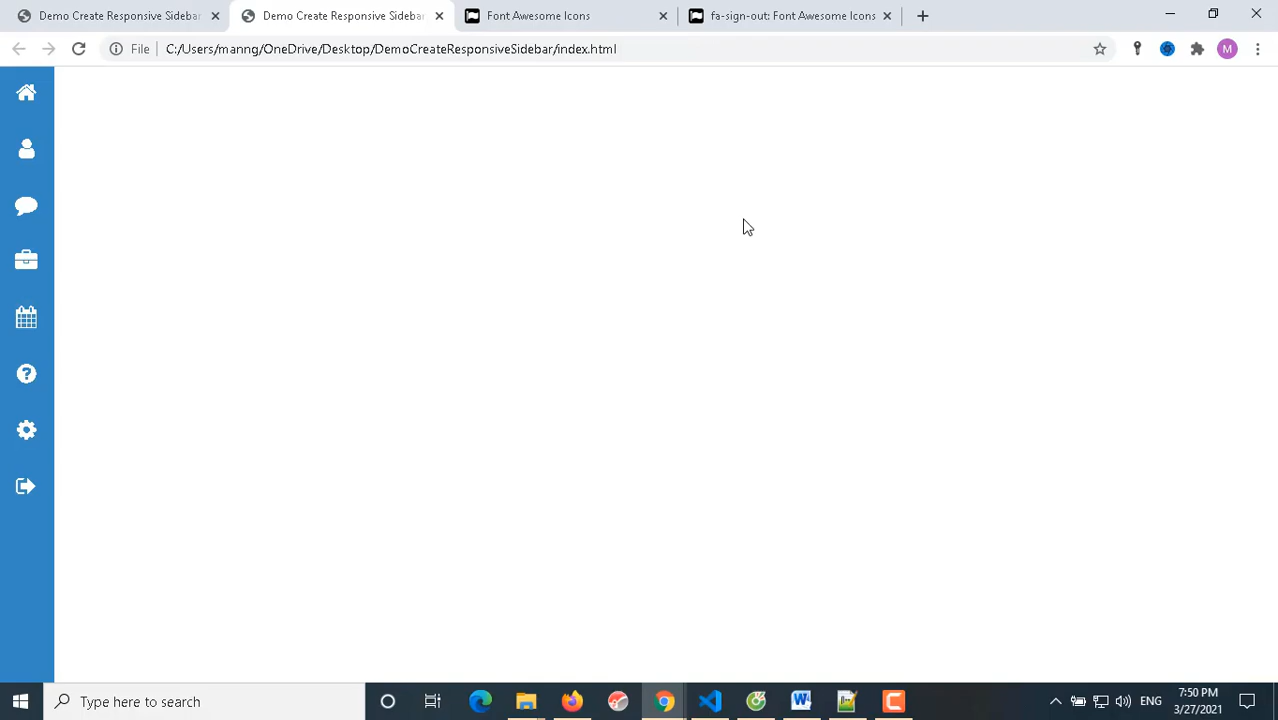 Demo Create Responsive Sidebar
Demo Create Responsive Sidebar
Font Awesome Icons
fa-sign-out: Font Awesome Icons
File
C:/Users/manng/OneDrive/Desktop/DemoCreateResponsiveSidebar/index.html
M
Type here to search
ENG
7:50 PM
3/27/2021